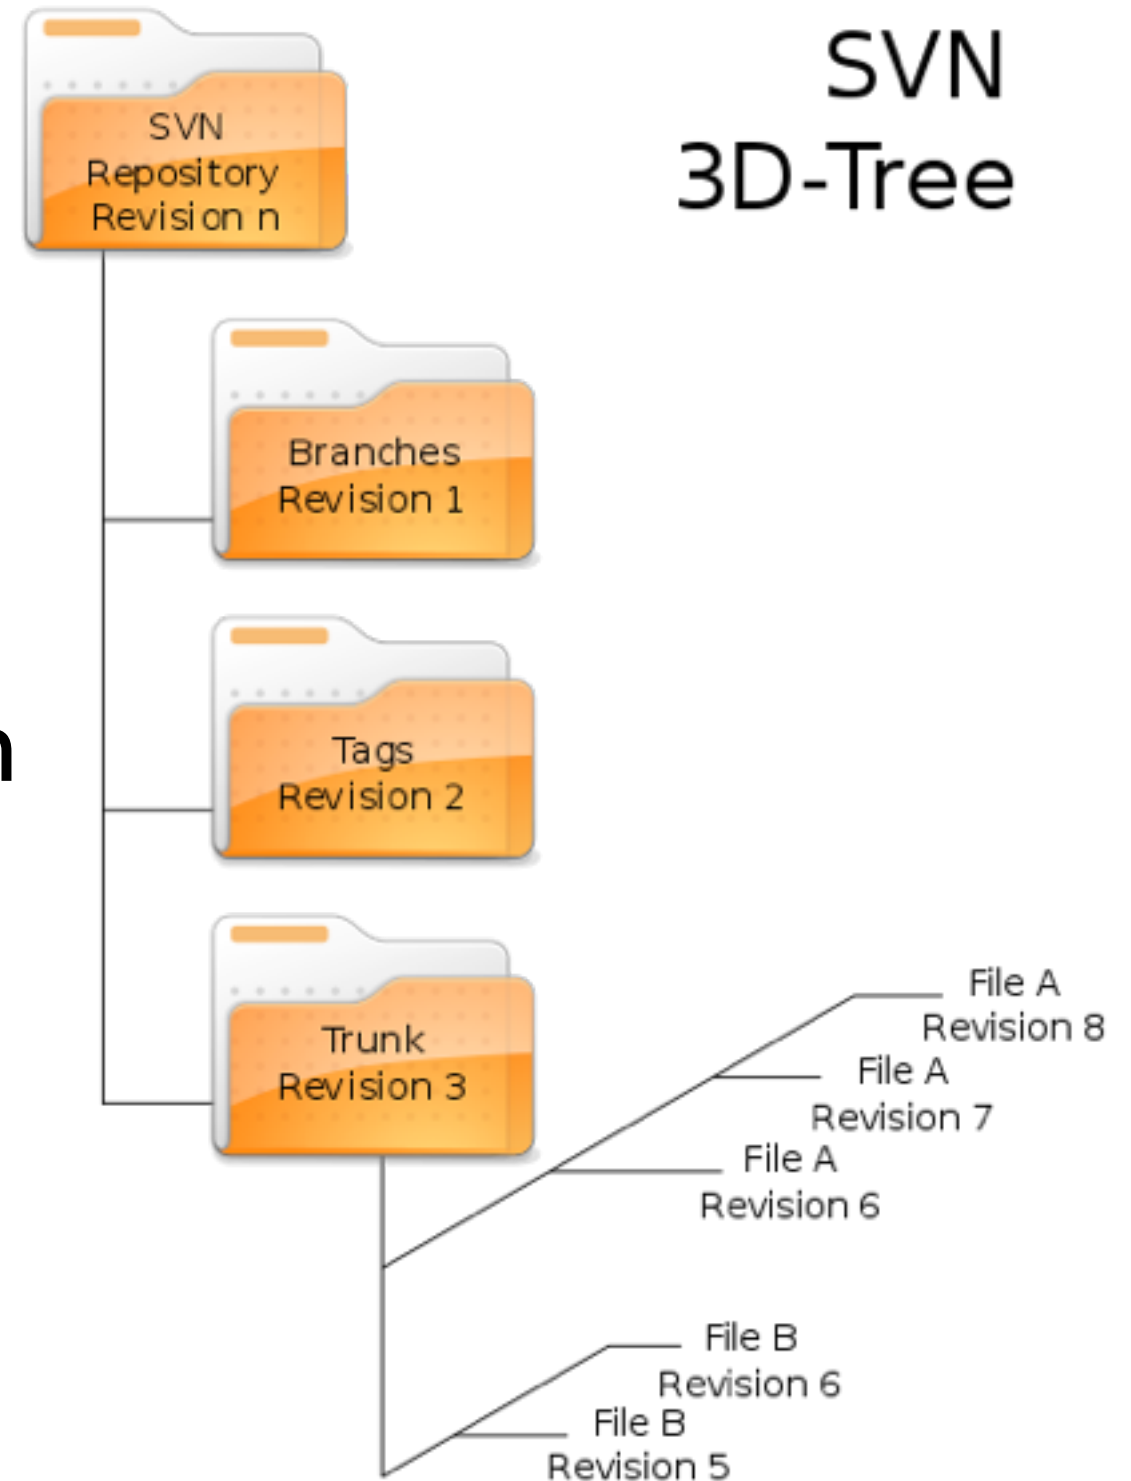 SVN
3D-Tree
SVN
Repository
Revision n
Branches
Revision 1
n
Tags
Revision 2
Trunk
Revision 3
File A
Revision 8
File A
Revision 7
File A
Revision 6
File B
Revision 6
File B
Revision 5